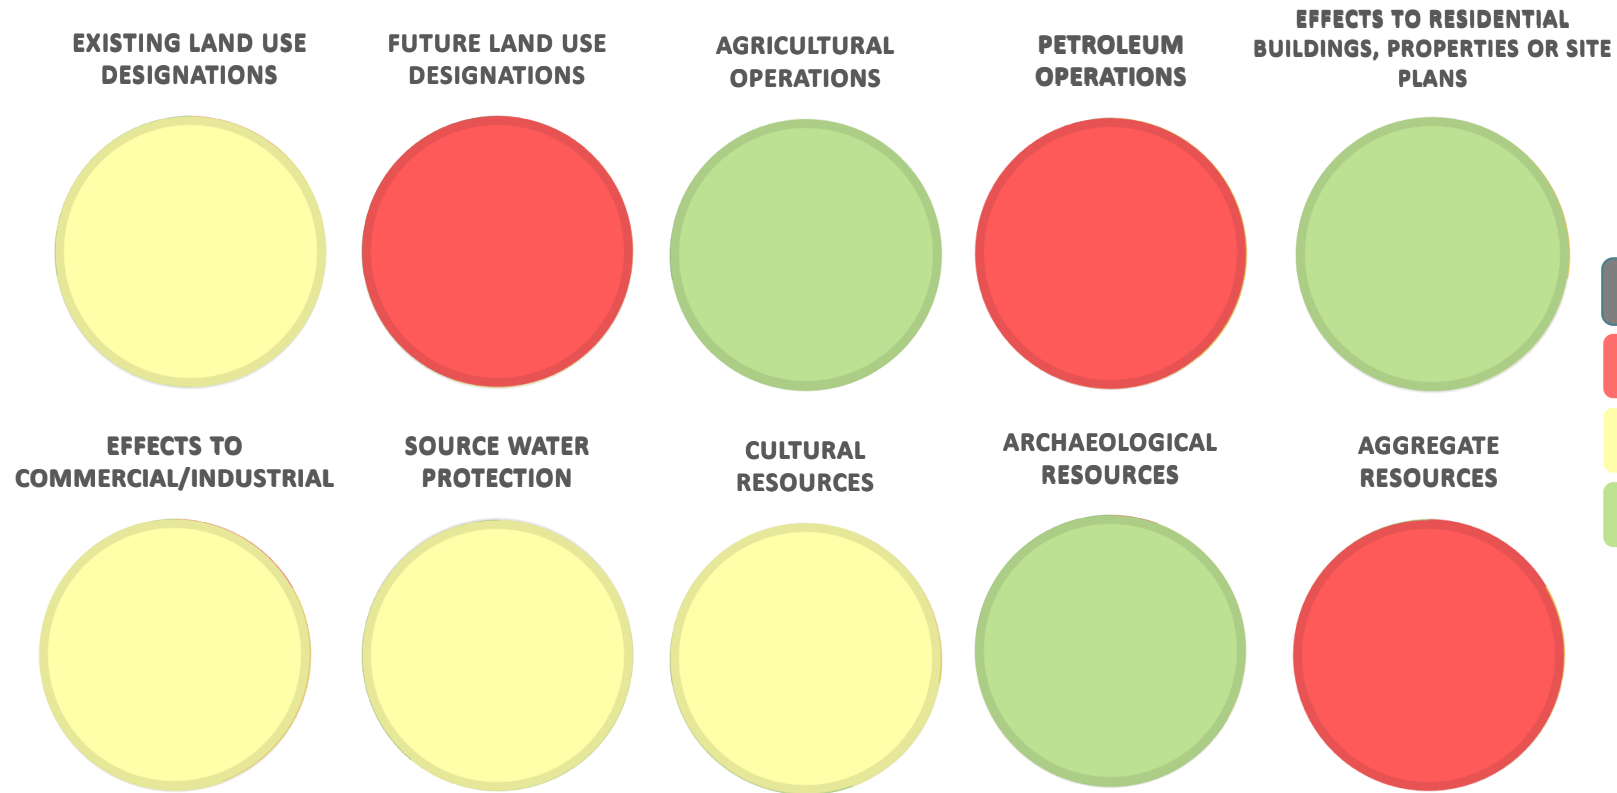 EXISTING LAND USE
DESIGNATIONS
FUTURE LAND USE
DESIGNATIONS
AGRICULTURAL
OPERATIONS
PETROLEUM
OPERATIONS
EFFECTS TO RESIDENTIAL
BUILDINGS, PROPERTIES OR SITE
PLANS
EFFECTS TO
COMMERCIAL/INDUSTRIAL
SOURCE WATER
PROTECTION
CULTURAL
RESOURCES
ARCHAEOLOGICAL
RESOURCES
AGGREGATE
RESOURCES